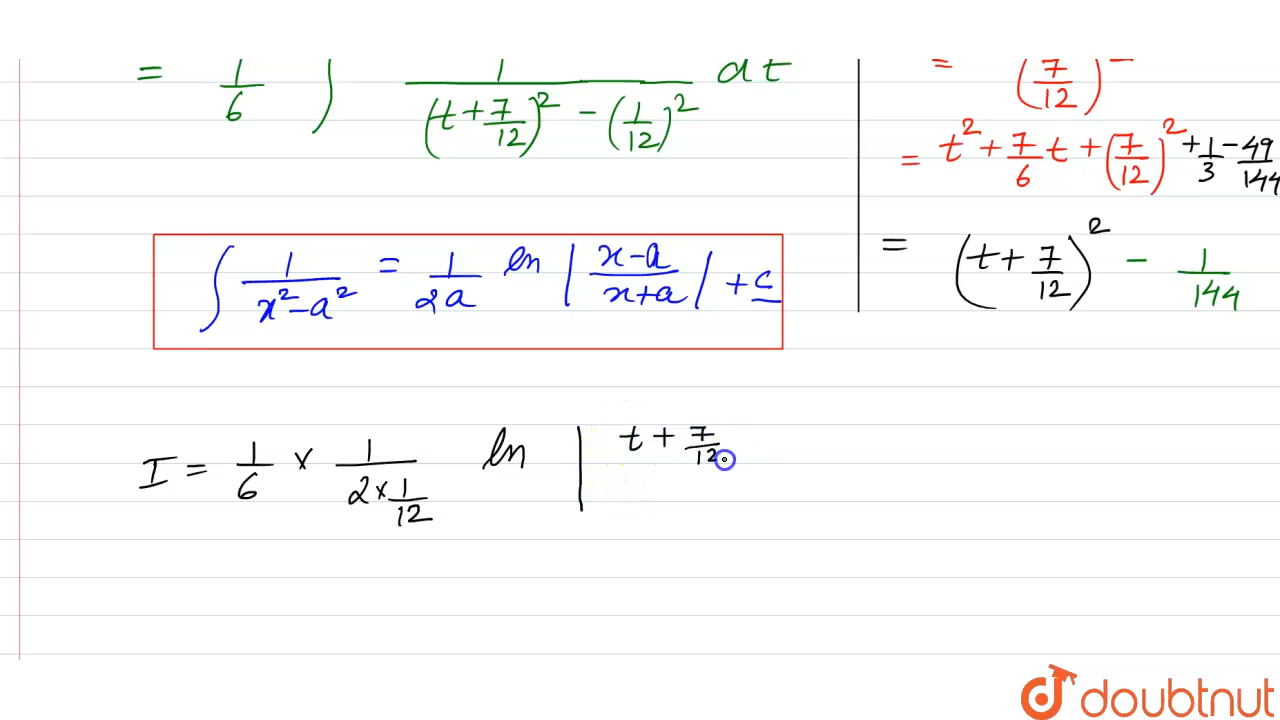 = 1/6 ∫ 1/((t+7/12)² - (1/12)²) dt
∫ 1/(x²-a²) = 1/2a ln |(x-a)/(x+a)| + c
I = 1/6 × 1/(2×1/12) ln | t + 7/12
= (7/12)²
= t² + 7/6 t + (7/12)² + 1/3 - 49/144
= (t + 7/12)² - 1/144
doubtnut